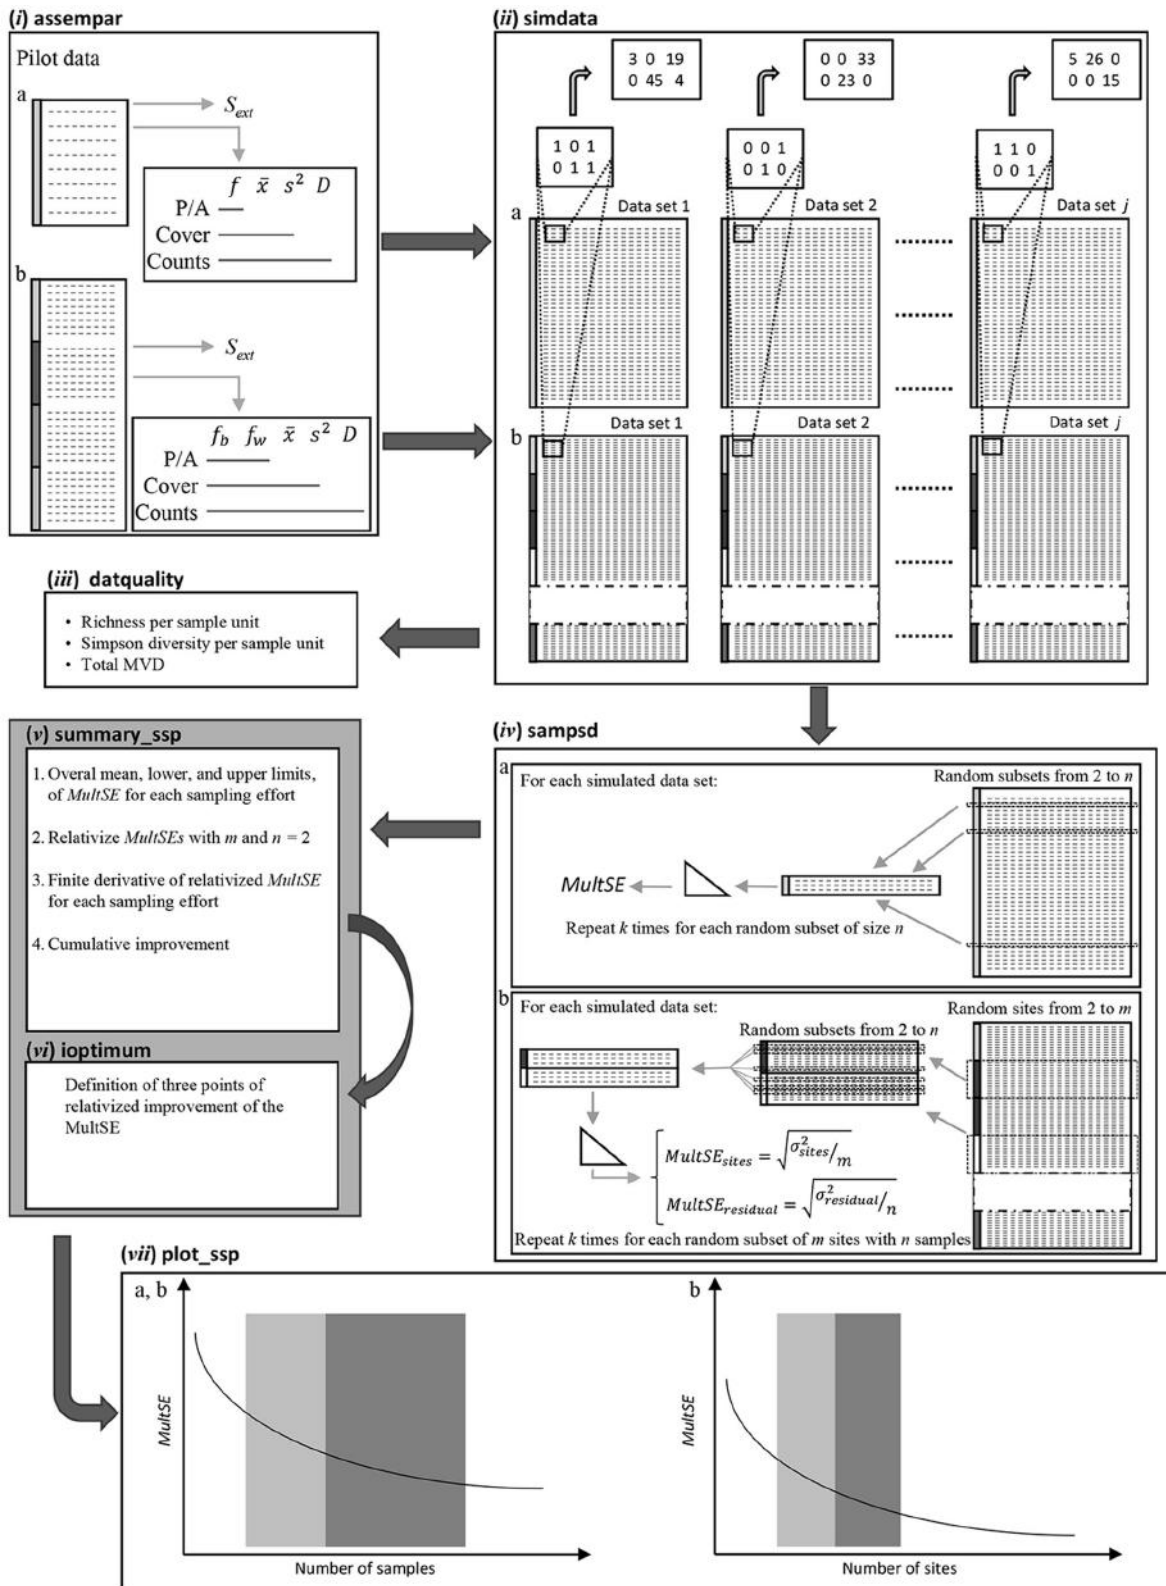 (i) assempar
Pilot data
a
S_ext
f x̄ s² D
P/A
Cover
Counts
b
S_ext
f_b f_w x̄ s² D
P/A
Cover
Counts
(ii) simdata
3 0 19
0 45 4
0 0 33
0 23 0
5 26 0
0 0 15
1 0 1
0 1 1
0 0 1
0 1 0
1 1 0
0 0 1
a
Data set 1
Data set 2
Data set j
b
Data set 1
Data set 2
Data set j
(iii) datquality
• Richness per sample unit
• Simpson diversity per sample unit
• Total MVD
(iv) sampsd
a
For each simulated data set:
Random subsets from 2 to n
MultSE
Repeat k times for each random subset of size n
b
For each simulated data set:
Random sites from 2 to m
Random subsets from 2 to n
MultSE_sites = √(σ²_sites/m)
MultSE_residual = √(σ²_residual/n)
Repeat k times for each random subset of m sites with n samples
(v) summary_ssp
1. Overal mean, lower, and upper limits,
of MultSE for each sampling effort
2. Relativize MultSEs with m and n = 2
3. Finite derivative of relativized MultSE
for each sampling effort
4. Cumulative improvement
(vi) ioptimum
Definition of three points of
relativized improvement of the
MultSE
(vii) plot_ssp
a, b
MultSE
Number of samples
b
MultSE
Number of sites